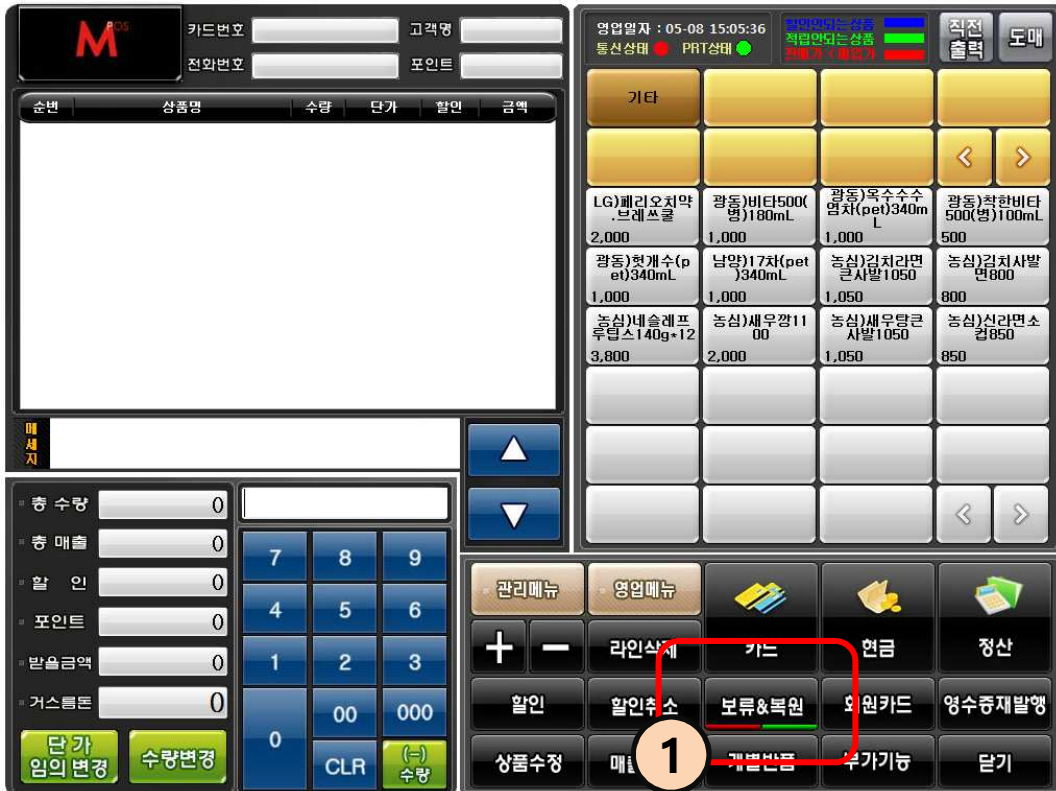 M
POS
카드번호
고객명
전화번호
포인트
순번 상품명 수량 단가 할인 금액
메세지
총 수량 0
총 매출 0
할 인 0
포인트 0
받을금액 0
거스름돈 0
단가
임의변경
수량변경
7 8 9
4 5 6
1 2 3
0 00 000
CLR
(-)
수량
영업일자 : 05-08 15:05:36
통신상태 PRT상태
할인안되는상품
적립안되는상품
판매가 < 매입가
직전
출력
도매
기타
LG)페리오치약
.브레쓰쿨
2,000
광동)비타500(
병)180mL
1,000
광동)옥수수수
염차(pet)340m
L
1,000
광동)착한비타
500(병)100mL
500
광동)헛개수(p
et)340mL
1,000
남양)17차(pet
)340mL
1,000
농심)김치라면
큰사발1050
1,050
농심)김치사발
면800
800
농심)네슬레프
루팁스140g*12
3,800
농심)새우깡11
00
2,000
농심)새우탕큰
사발1050
1,050
농심)신라면소
컵850
850
관리메뉴
영업메뉴
+ −
라인삭제
카드
현금
정산
할인
할인취소
보류&복원
회원카드
영수증재발행
상품수정
1
개별반품
부가기능
닫기